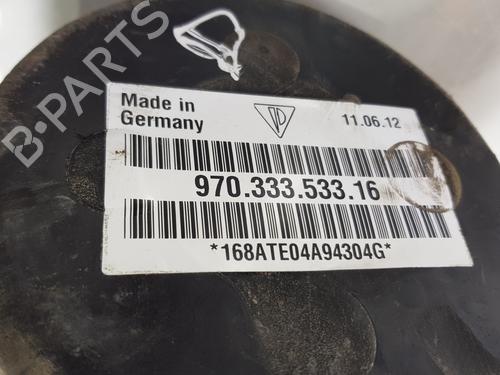 B-PARTS
Made in
Germany
11.06.12
970.333.533.16
*168ATE04A94304G*